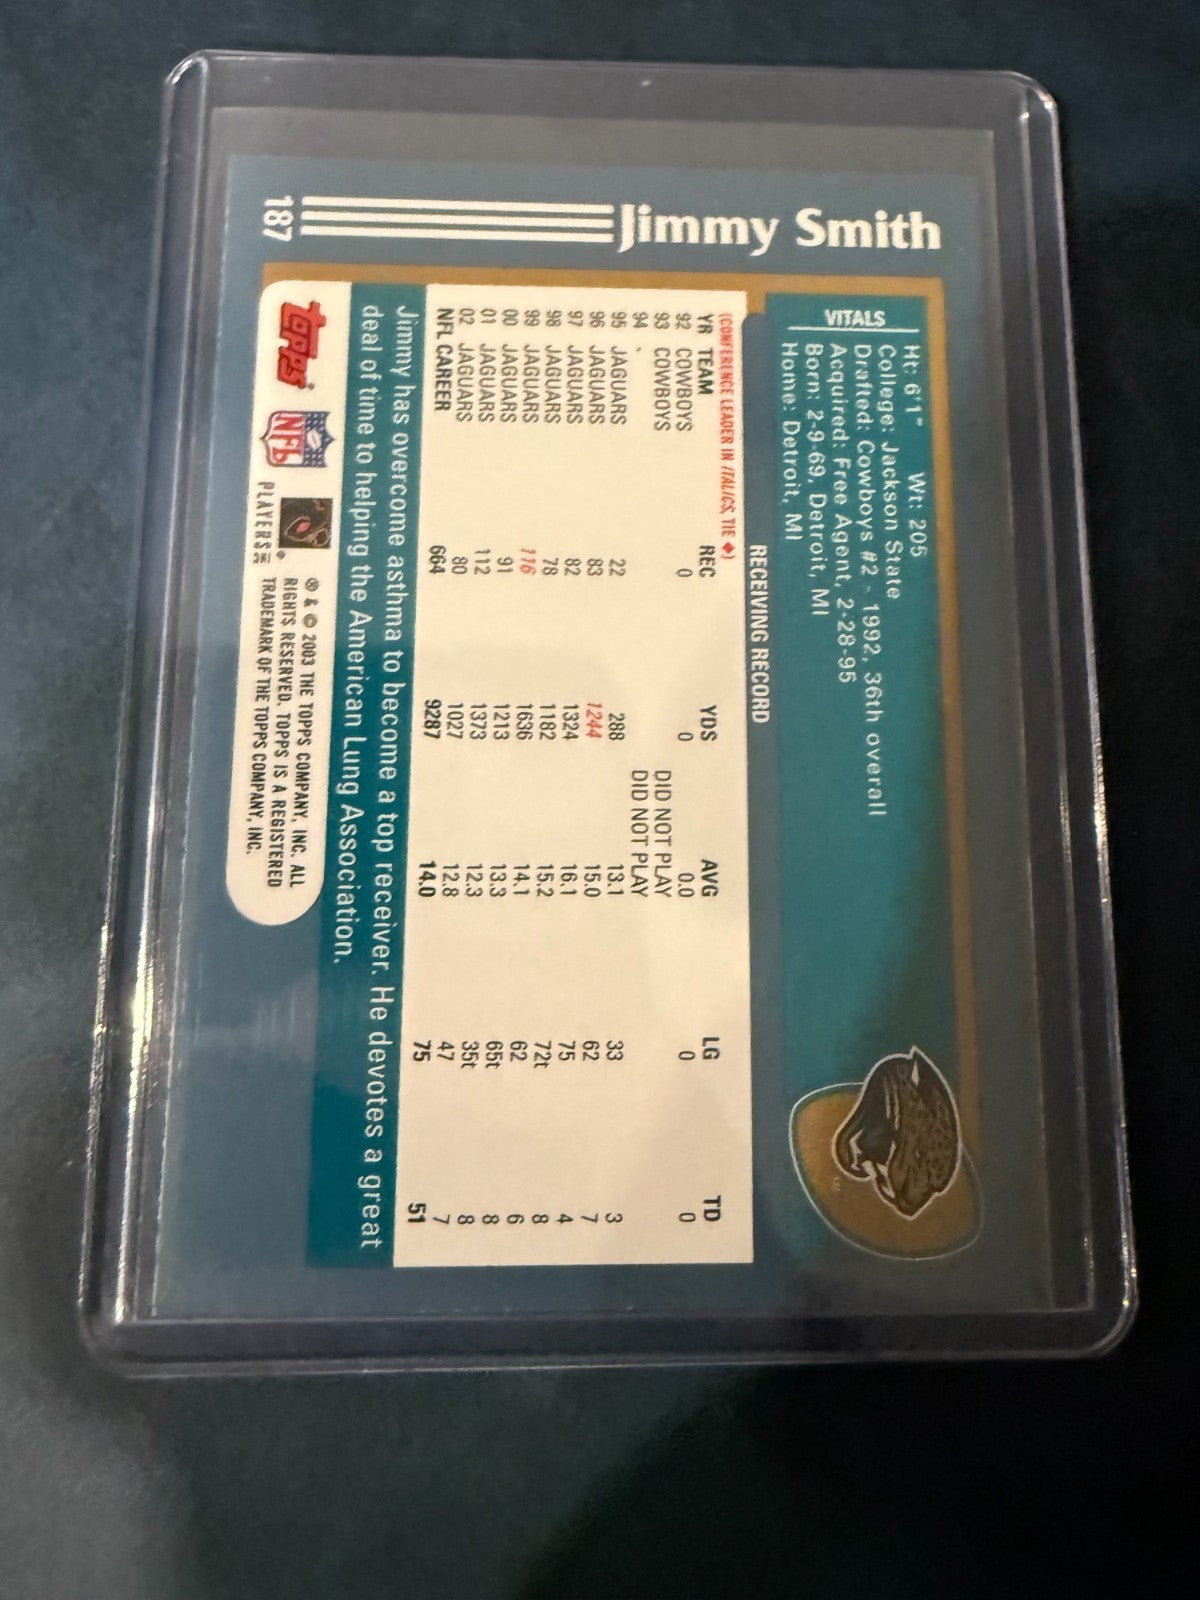 Jimmy Smith
187
VITALS
Ht: 6'1" Wt: 205
College: Jackson State
Drafted: Cowboys #2 - 1992, 36th overall
Acquired: Free Agent, 2-28-95
Born: 2-9-69, Detroit, MI
Home: Detroit, MI
RECEIVING RECORD
(CONFERENCE LEADER IN ITALICS, TIE ♦)
YR TEAM REC YDS AVG LG TD
92 COWBOYS 0 0 0.0 0 0
93 COWBOYS DID NOT PLAY
94 DID NOT PLAY
95 JAGUARS 22 288 13.1 33 3
96 JAGUARS 83 1244 15.0 62 7
97 JAGUARS 82 1324 16.1 75 4
98 JAGUARS 78 1182 15.2 72t 8
99 JAGUARS 116 1636 14.1 62 6
00 JAGUARS 91 1213 13.3 65t 8
01 JAGUARS 112 1373 12.3 35t 8
02 JAGUARS 80 1027 12.8 47 7
NFL CAREER 664 9287 14.0 75 51
Jimmy has overcome asthma to become a top receiver. He devotes a great
deal of time to helping the American Lung Association.
Topps
NFL
PLAYERS INC
® & © 2003 THE TOPPS COMPANY, INC. ALL
RIGHTS RESERVED. TOPPS IS A REGISTERED
TRADEMARK OF THE TOPPS COMPANY, INC.